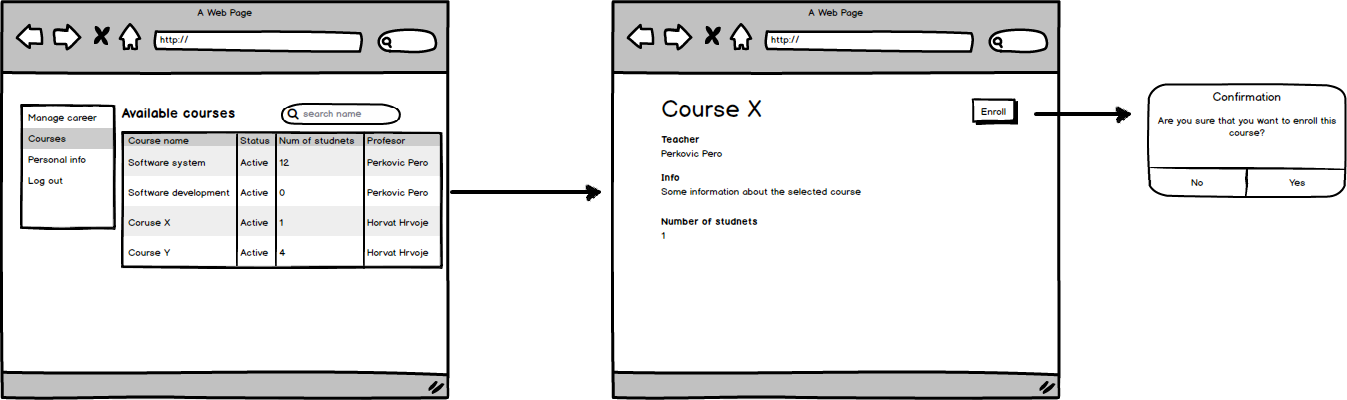 A Web Page
http://
Manage career
Courses
Personal info
Log out
Available courses
search name
Course name Status Num of studnets Profesor
Software system Active 12 Perkovic Pero
Software development Active 0 Perkovic Pero
Coruse X Active 1 Horvat Hrvoje
Course Y Active 4 Horvat Hrvoje
A Web Page
http://
Course X
Enroll
Teacher
Perkovic Pero
Info
Some information about the selected course
Number of studnets
1
Confirmation
Are you sure that you want to enroll this
course?
No Yes